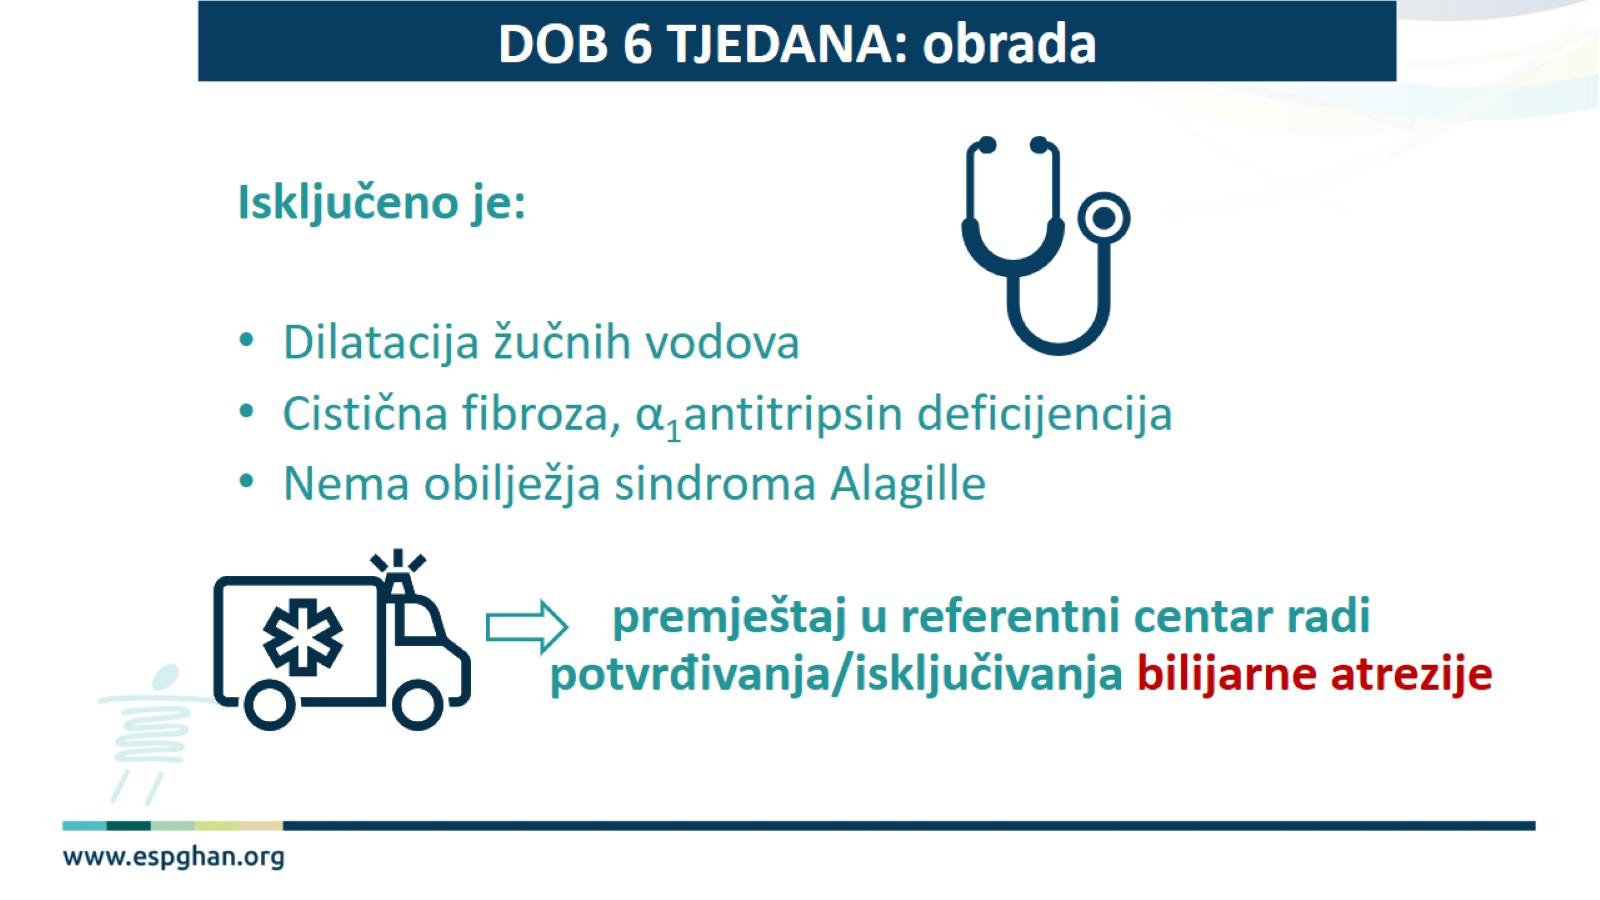 DOB 6 TJEDANA: obrada
Isključeno je:
• Dilatacija žučnih vodova
• Cistična fibroza, α₁antitripsin deficijencija
• Nema obilježja sindroma Alagille
premještaj u referentni centar radi
potvrđivanja/isključivanja bilijarne atrezije
www.espghan.org